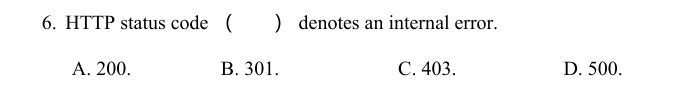 6. HTTP status code (    ) denotes an internal error.
A. 200. B. 301. C. 403. D. 500.